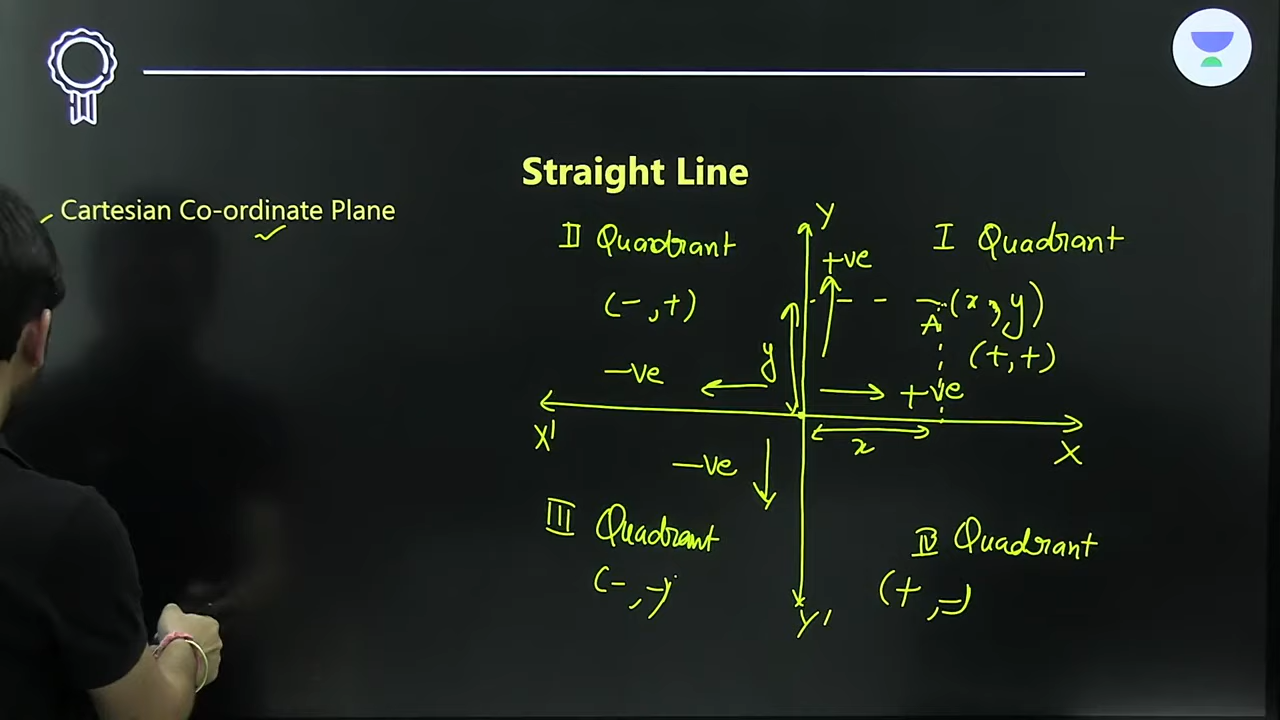 Straight Line
Cartesian Co-ordinate Plane
Y
II Quadrant
I Quadrant
+ve
(-,+)
A (x,y)
(+,+)
y
-ve
+ve
X'
x
X
-ve
III Quadrant
IV Quadrant
(-,-)
(+,-)
Y'